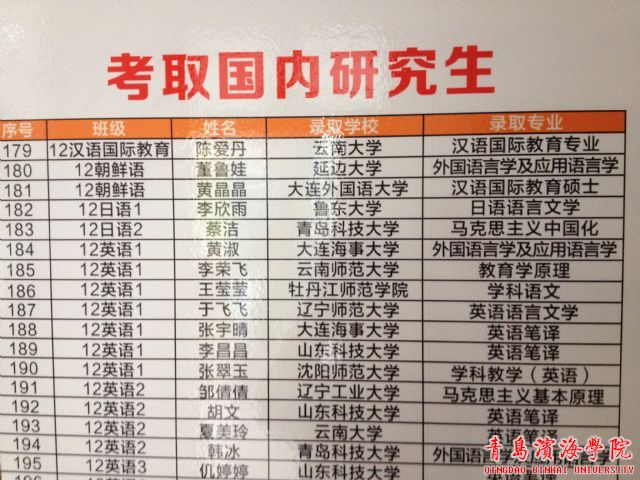 考取国内研究生
序号 班级 姓名 录取学校 录取专业
179 12汉语国际教育 陈爱丹 云南大学 汉语国际教育专业
180 12朝鲜语 董鲁娃 延边大学 外国语言学及应用语言学
181 12朝鲜语 黄晶晶 大连外国语大学 汉语国际教育硕士
182 12日语1 李欣雨 鲁东大学 日语语言文学
183 12日语2 蔡洁 青岛科技大学 马克思主义中国化
184 12英语1 黄淑 大连海事大学 外国语言学及应用语言学
185 12英语1 李荣飞 云南师范大学 教育学原理
186 12英语1 王莹莹 牡丹江师范学院 学科语文
187 12英语1 于飞飞 辽宁师范大学 英语语言文学
188 12英语1 张宇晴 大连海事大学 英语笔译
189 12英语1 李昌昌 山东科技大学 英语笔译
190 12英语1 张翠玉 沈阳师范大学 学科教学（英语）
191 12英语2 邹倩倩 辽宁工业大学 马克思主义基本原理
192 12英语2 胡文 山东科技大学 英语笔译
193 12英语2 夏美玲 云南大学 英语笔译
194 12英语2 韩冰 青岛科技大学 外国语言学
195 12英语3 仉婷婷 山东科技大学 英语笔译
青島濱海學院
QINGDAO BINHAI UNIVERSITY